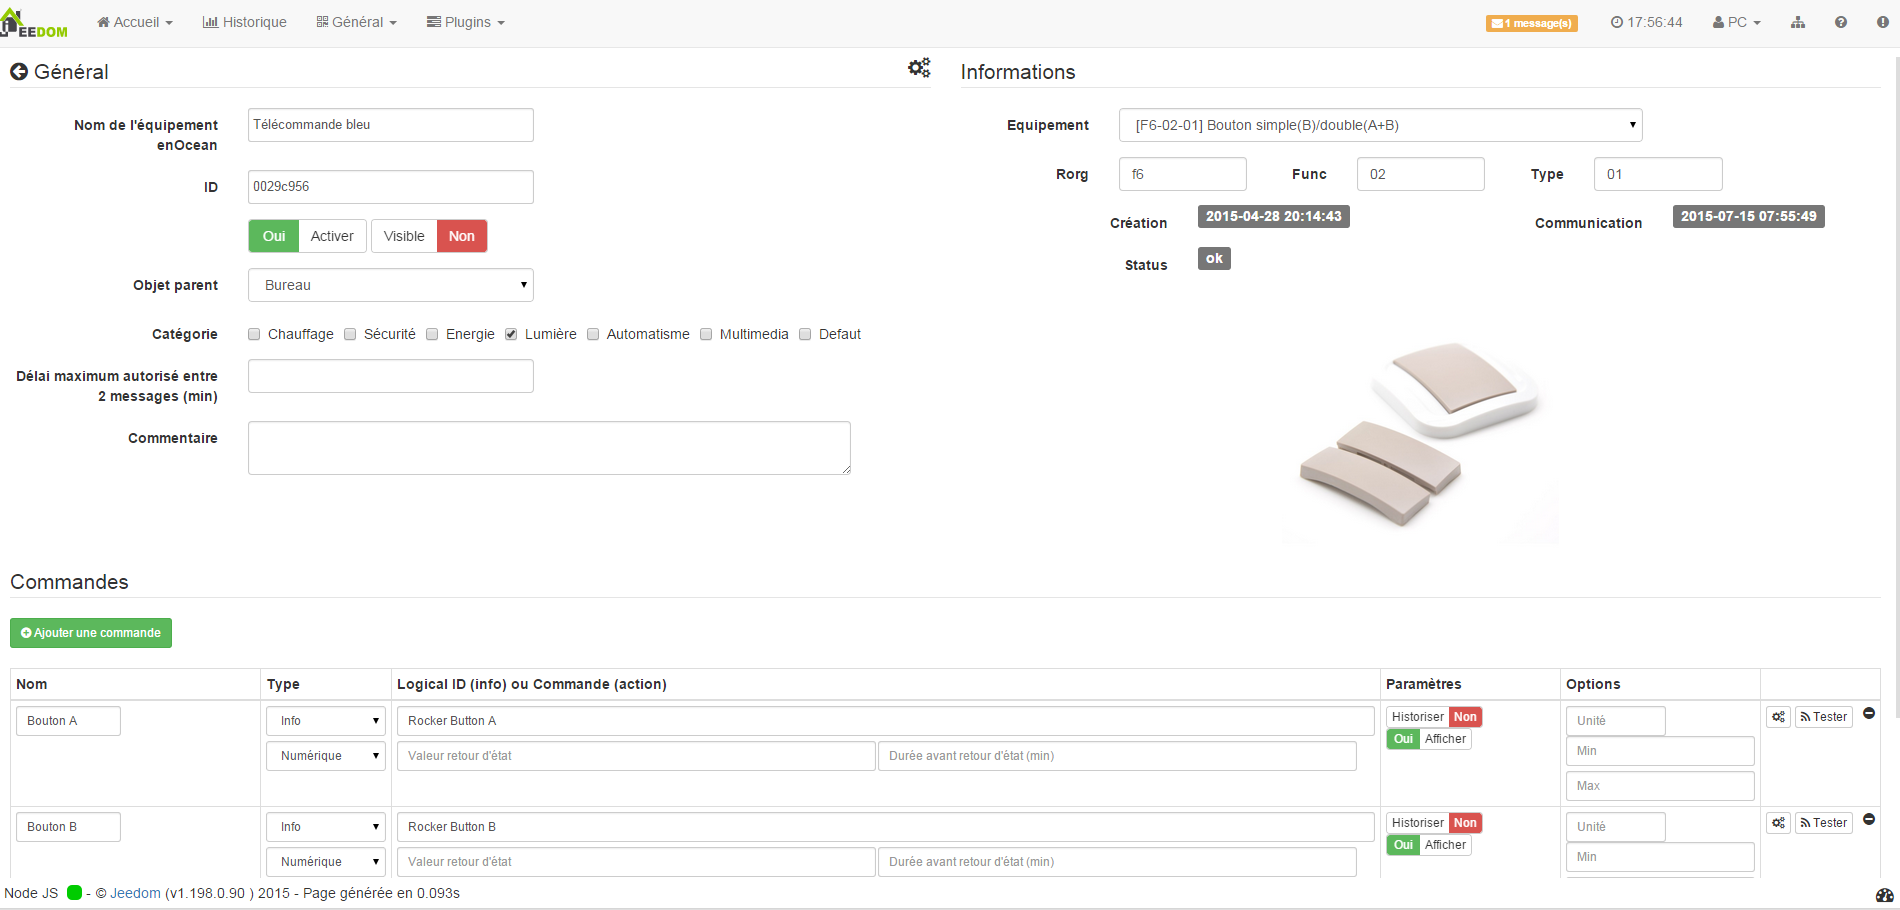 JEEDOM Accueil Historique Général Plugins 1 message(s) 17:56:44 PC
Général
Informations
Nom de l'équipement enOcean
Télécommande bleu
Equipement
[F6-02-01] Bouton simple(B)/double(A+B)
ID
0029c956
Rorg f6 Func 02 Type 01
Oui Activer Visible Non
Création 2015-04-28 20:14:43 Communication 2015-07-15 07:55:49
Status ok
Objet parent Bureau
Catégorie Chauffage Sécurité Energie Lumière Automatisme Multimedia Defaut
Délai maximum autorisé entre
2 messages (min)
Commentaire
Commandes
Ajouter une commande
Nom Type Logical ID (info) ou Commande (action) Paramètres Options
Bouton A Info Rocker Button A Historiser Non Unité Tester
Numérique Valeur retour d'état Durée avant retour d'état (min) Oui Afficher Min
Max
Bouton B Info Rocker Button B Historiser Non Unité Tester
Numérique Valeur retour d'état Durée avant retour d'état (min) Oui Afficher Min
Node JS - © Jeedom (v1.198.0.90 ) 2015 - Page générée en 0.093s